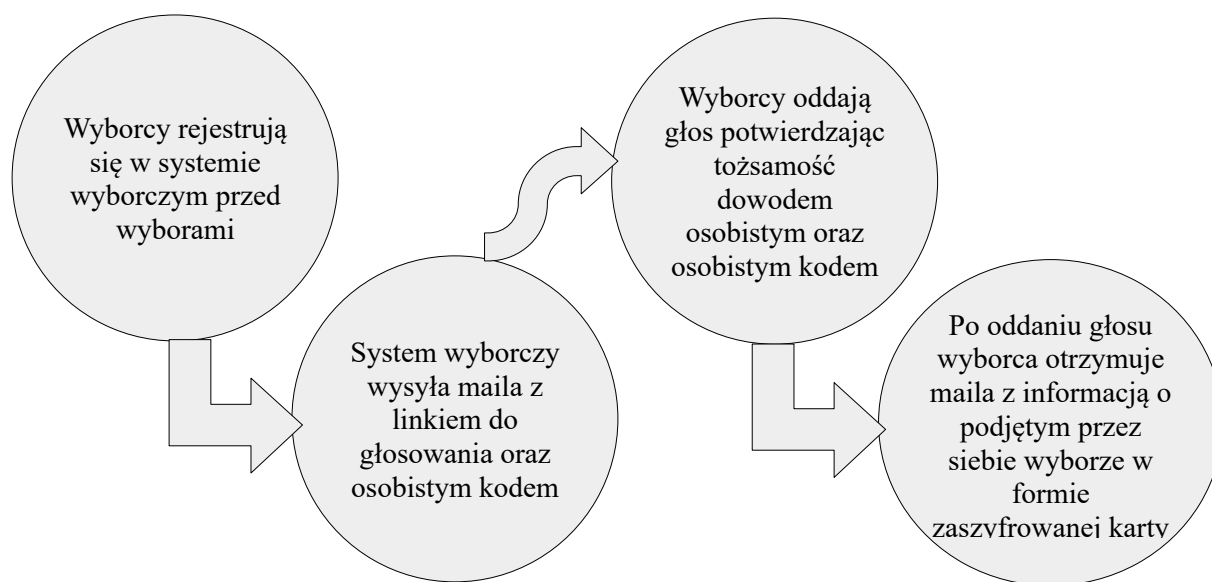 Wyborcy rejestrują
się w systemie
wyborczym przed
wyborami
System wyborczy
wysyła maila z
linkiem do
głosowania oraz
osobistym kodem
Wyborcy oddają
głos potwierdzając
tożsamość
dowodem
osobistym oraz
osobistym kodem
Po oddaniu głosu
wyborca otrzymuje
maila z informacją o
podjętym przez
siebie wyborze w
formie
zaszyfrowanej karty